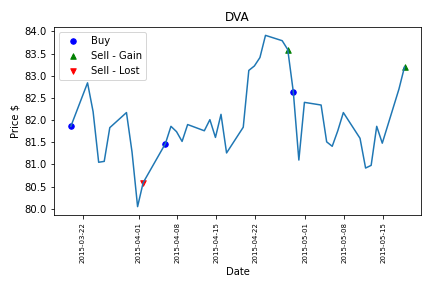 DVA
Buy
Sell - Gain
Sell - Lost
Price $
84.0
83.5
83.0
82.5
82.0
81.5
81.0
80.5
80.0
2015-03-22
2015-04-01
2015-04-08
2015-04-15
2015-04-22
2015-05-01
2015-05-08
2015-05-15
Date